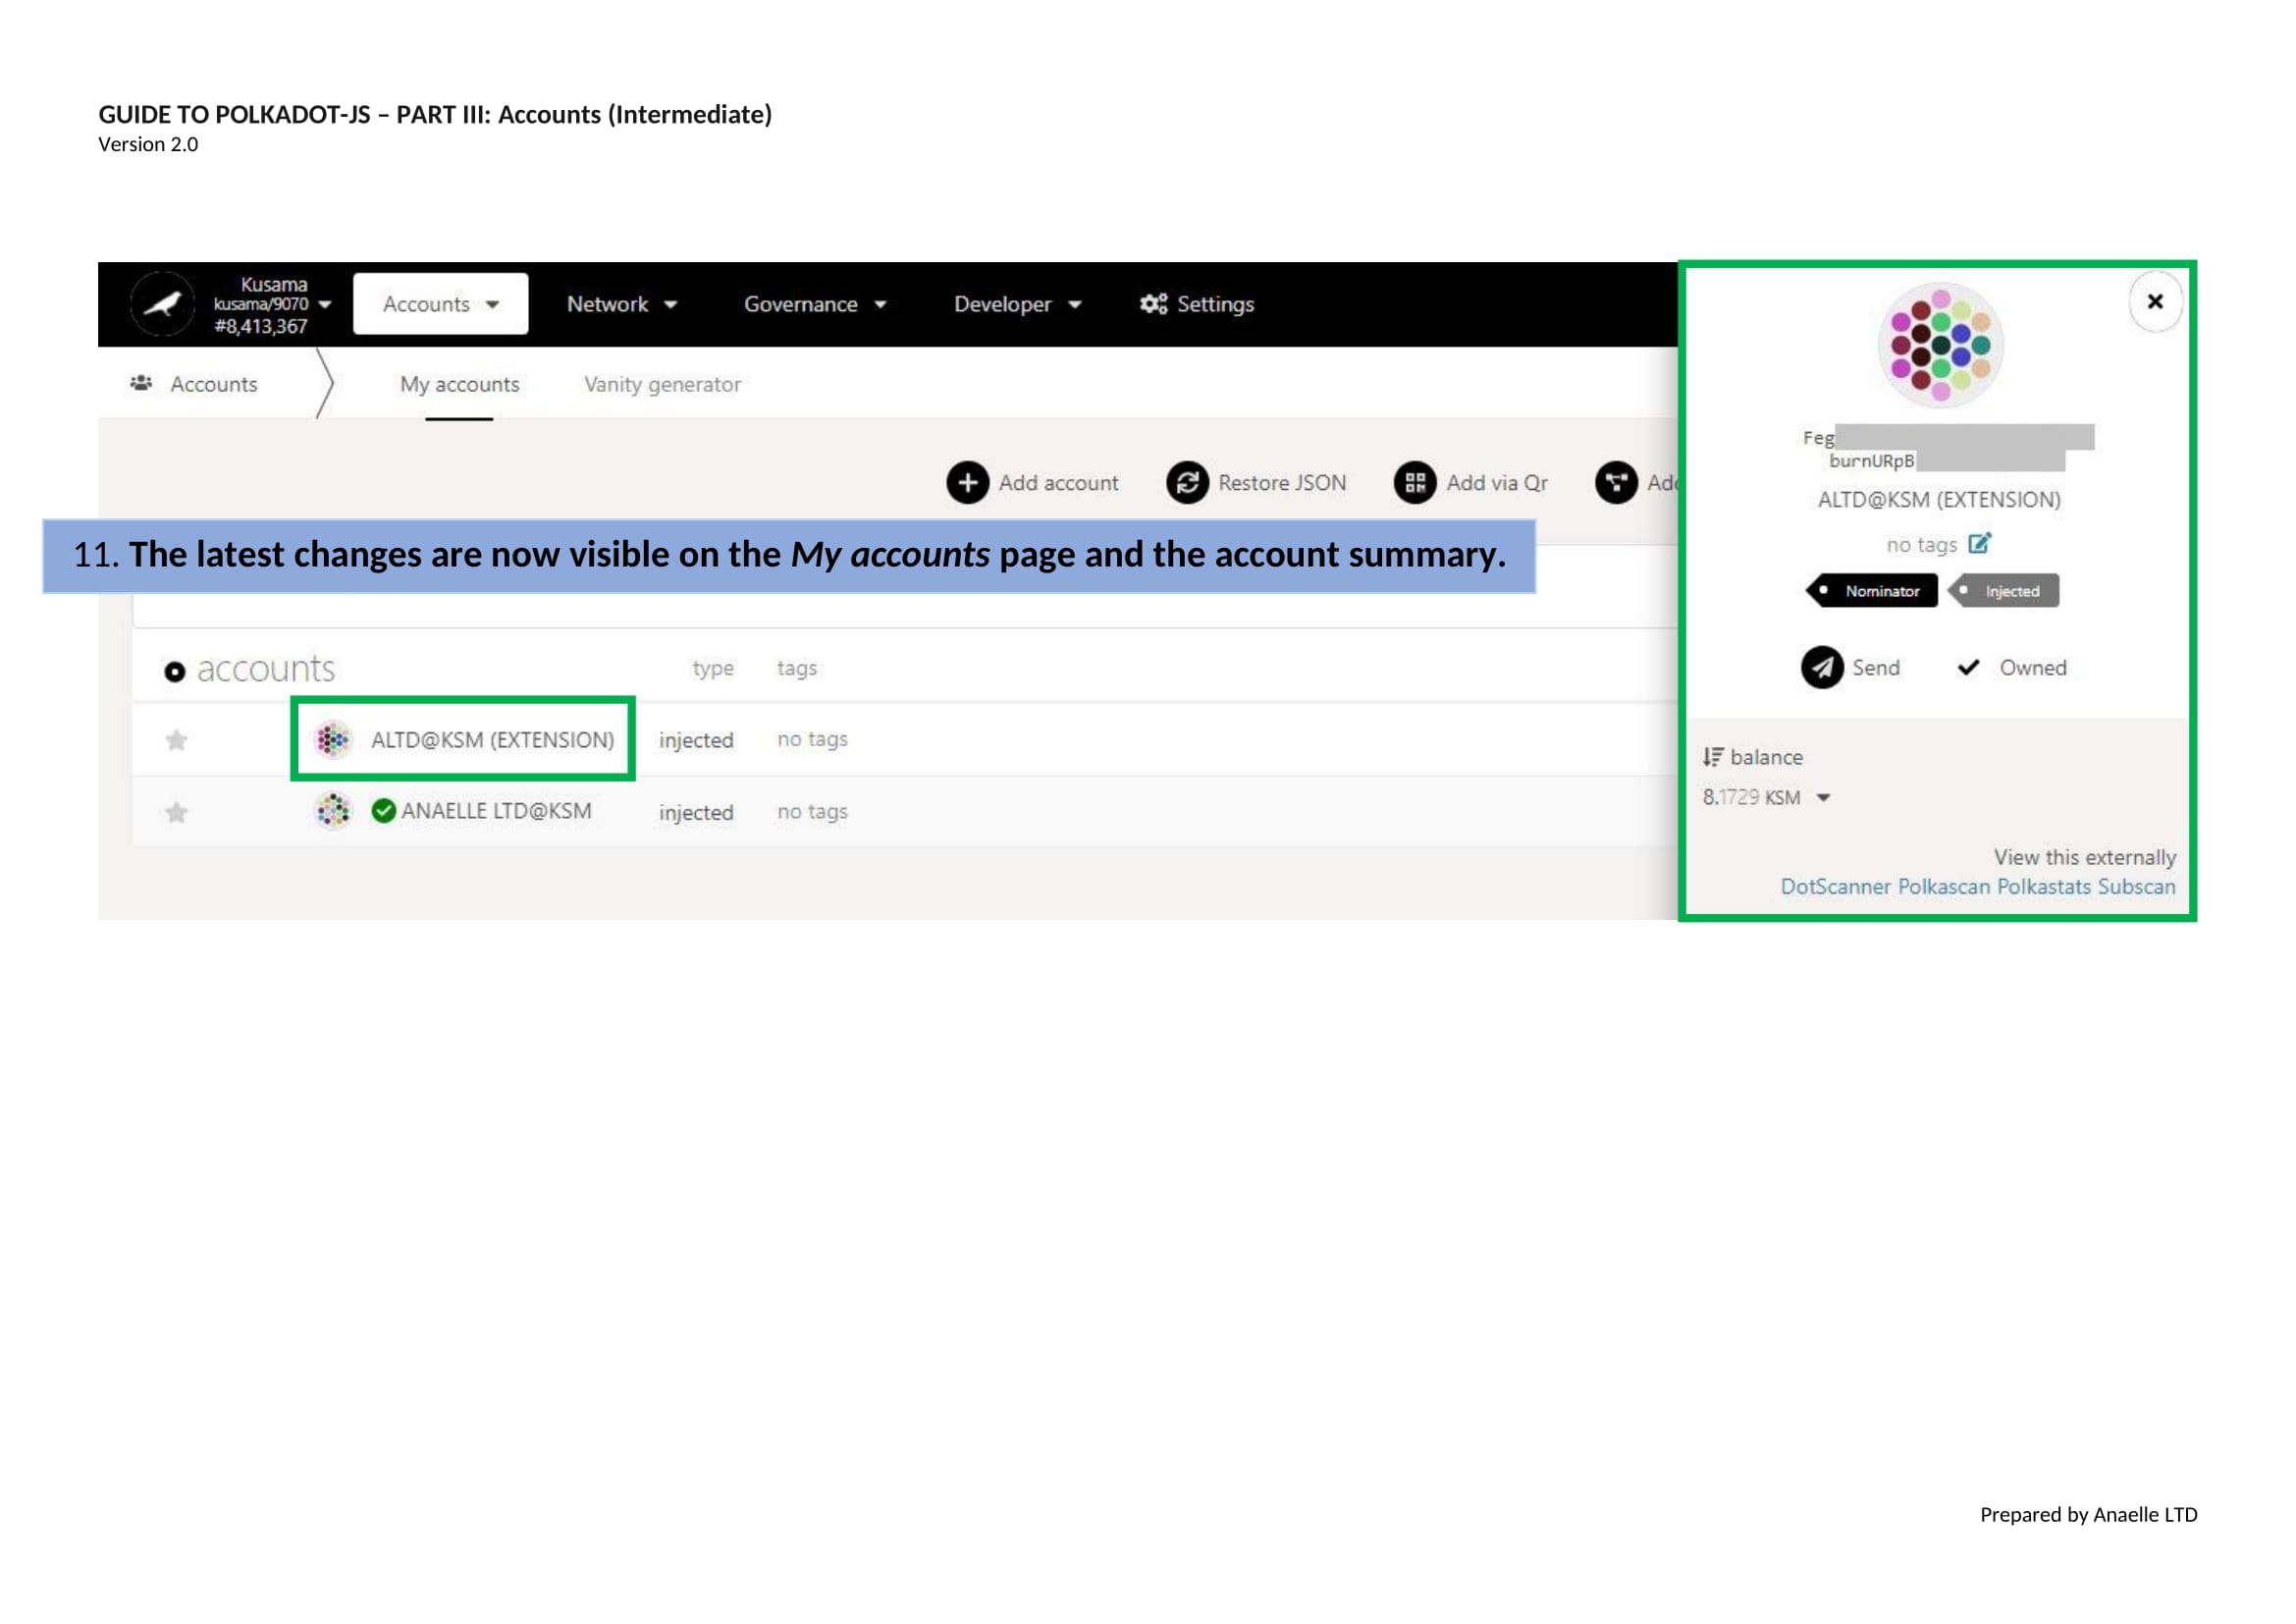 GUIDE TO POLKADOT-JS – PART III: Accounts (Intermediate)
Version 2.0
Kusama
kusama/9070
#8,413,367
Accounts
Network
Governance
Developer
Settings
Accounts
My accounts
Vanity generator
Add account
Restore JSON
Add via Qr
11. The latest changes are now visible on the My accounts page and the account summary.
accounts
type
tags
ALTD@KSM (EXTENSION)
injected
no tags
ANAELLE LTD@KSM
injected
no tags
Feg
burnURpB
ALTD@KSM (EXTENSION)
no tags
Nominator
Injected
Send
Owned
balance
8.1729 KSM
View this externally
DotScanner Polkascan Polkastats Subscan
Prepared by Anaelle LTD